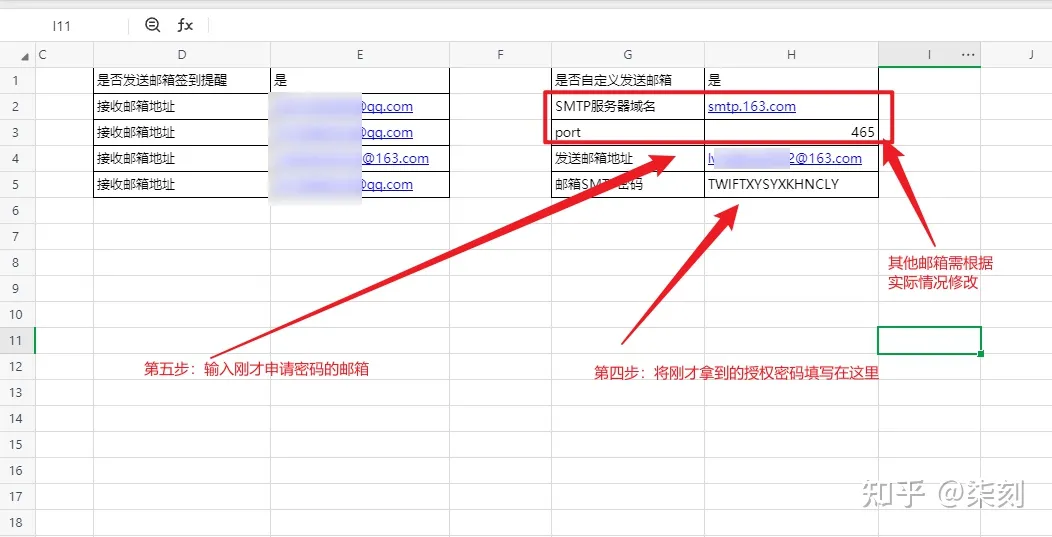 I11
fx
C D E F G H I ··· J
1 是否发送邮箱签到提醒 是 是否自定义发送邮箱 是
2 接收邮箱地址 @qq.com SMTP服务器域名 smtp.163.com
3 接收邮箱地址 @qq.com port 465
4 接收邮箱地址 @163.com 发送邮箱地址 2@163.com
5 接收邮箱地址 @qq.com 邮箱SMTP密码 TWIFTXYSYXKHNCLY
6
7
8
其他邮箱需根据
9
实际情况修改
10
11
12
第五步：输入刚才申请密码的邮箱
第四步：将刚才拿到的授权密码填写在这里
13
14
15
16
17
知乎 @柒刻
18